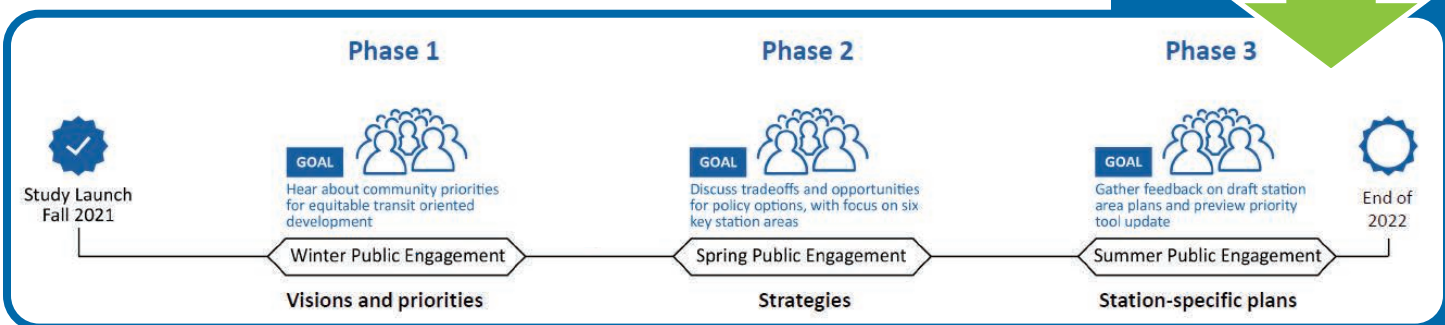 Phase 1
Phase 2
Phase 3
Study Launch
Fall 2021
GOAL
Hear about community priorities
for equitable transit oriented
development
GOAL
Discuss tradeoffs and opportunities
for policy options, with focus on six
key station areas
GOAL
Gather feedback on draft station
area plans and preview priority
tool update
End of
2022
Winter Public Engagement
Spring Public Engagement
Summer Public Engagement
Visions and priorities
Strategies
Station-specific plans